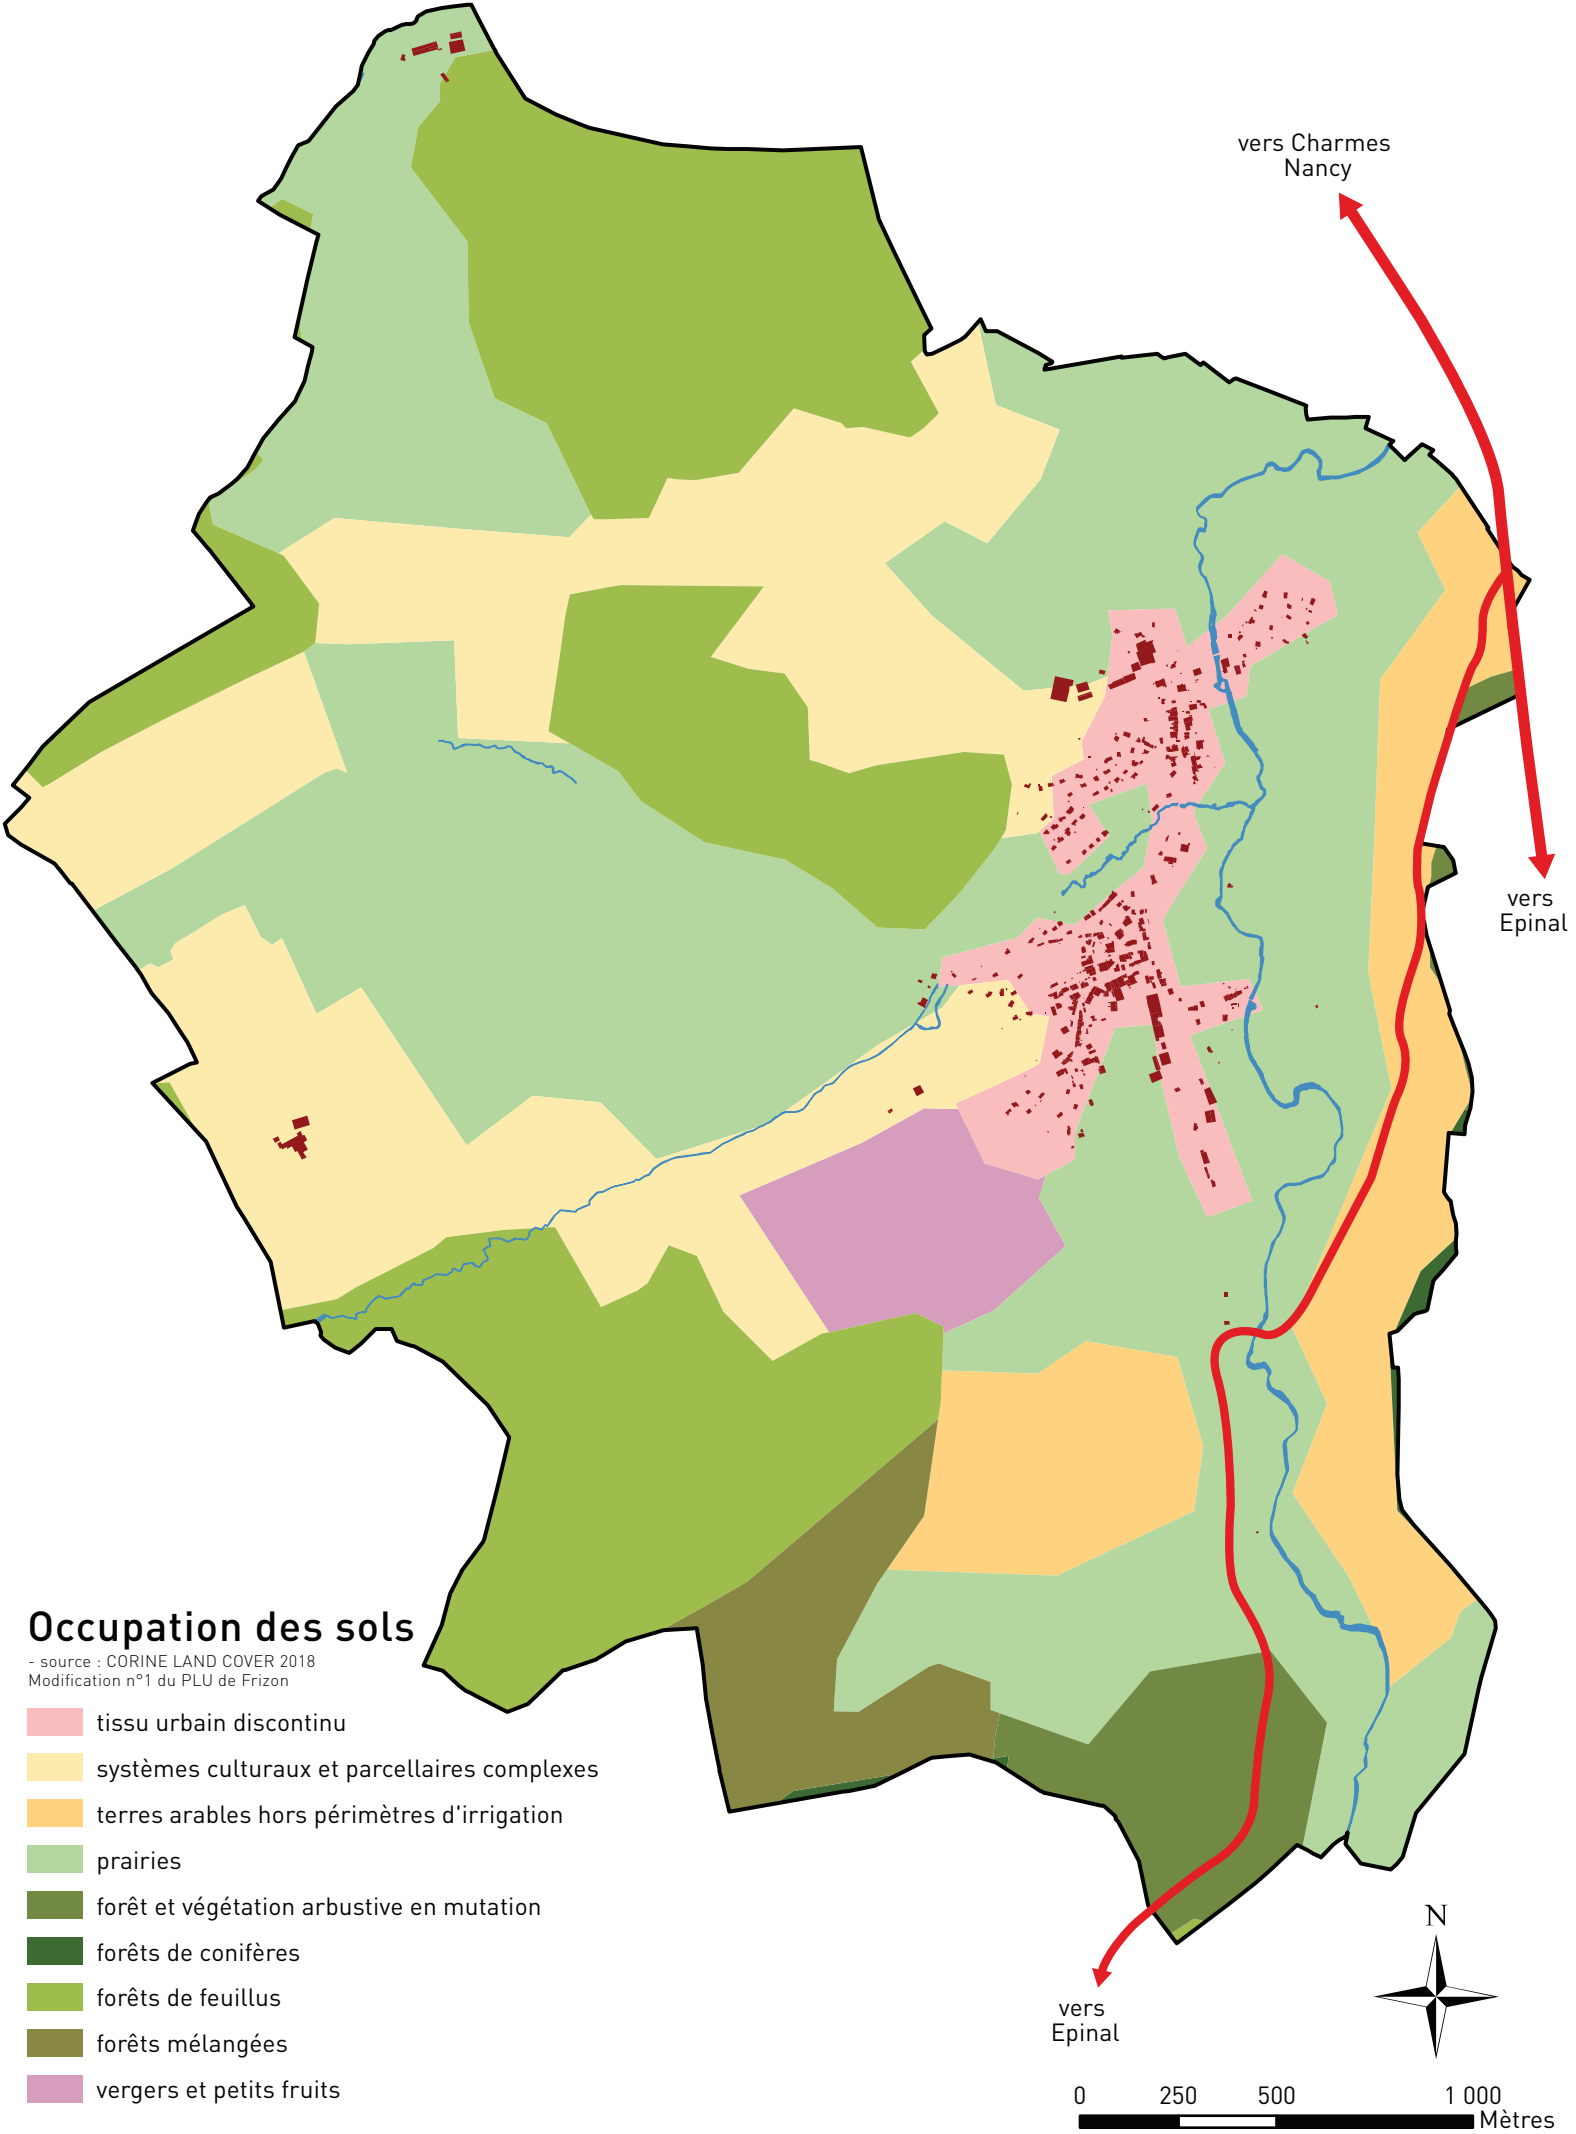 vers Charmes
Nancy
vers
Epinal
Occupation des sols
- source : CORINE LAND COVER 2018
Modification n°1 du PLU de Frizon
tissu urbain discontinu
systèmes culturaux et parcellaires complexes
terres arables hors périmètres d'irrigation
prairies
forêt et végétation arbustive en mutation
forêts de conifères
forêts de feuillus
forêts mélangées
vergers et petits fruits
vers
Epinal
N
0 250 500 1 000
Mètres